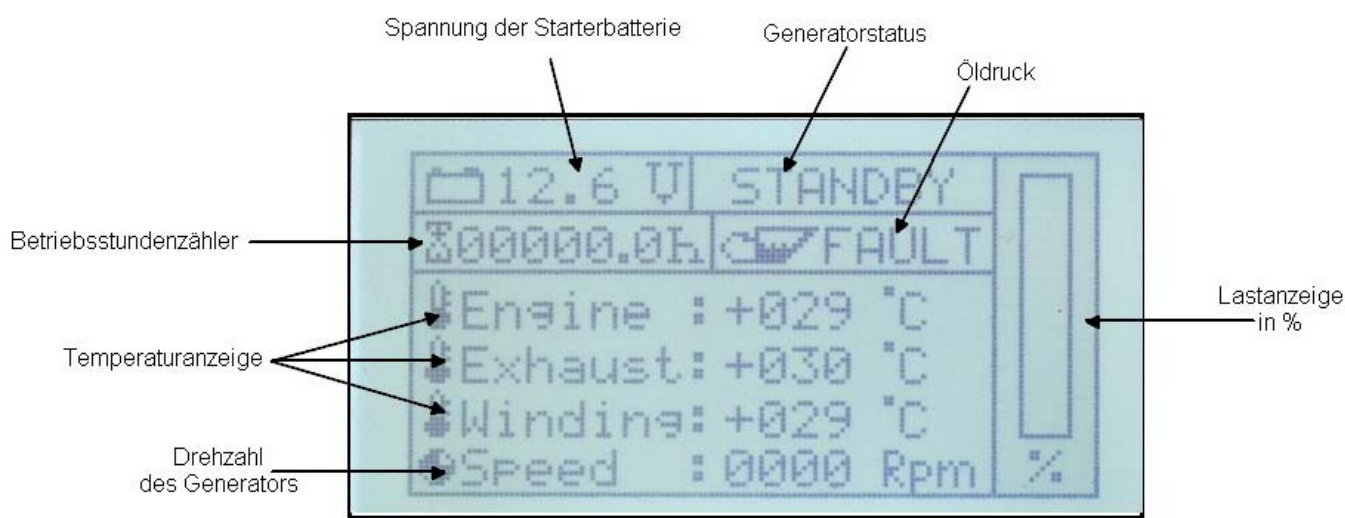 Spannung der Starterbatterie
Generatorstatus
Öldruck
12.6 V
STANDBY
Betriebsstundenzähler
00000.0h
FAULT
Engine : +029 °C
Lastanzeige
in %
Temperaturanzeige
Exhaust: +030 °C
Winding: +029 °C
Drehzahl
des Generators
Speed : 0000 Rpm
%